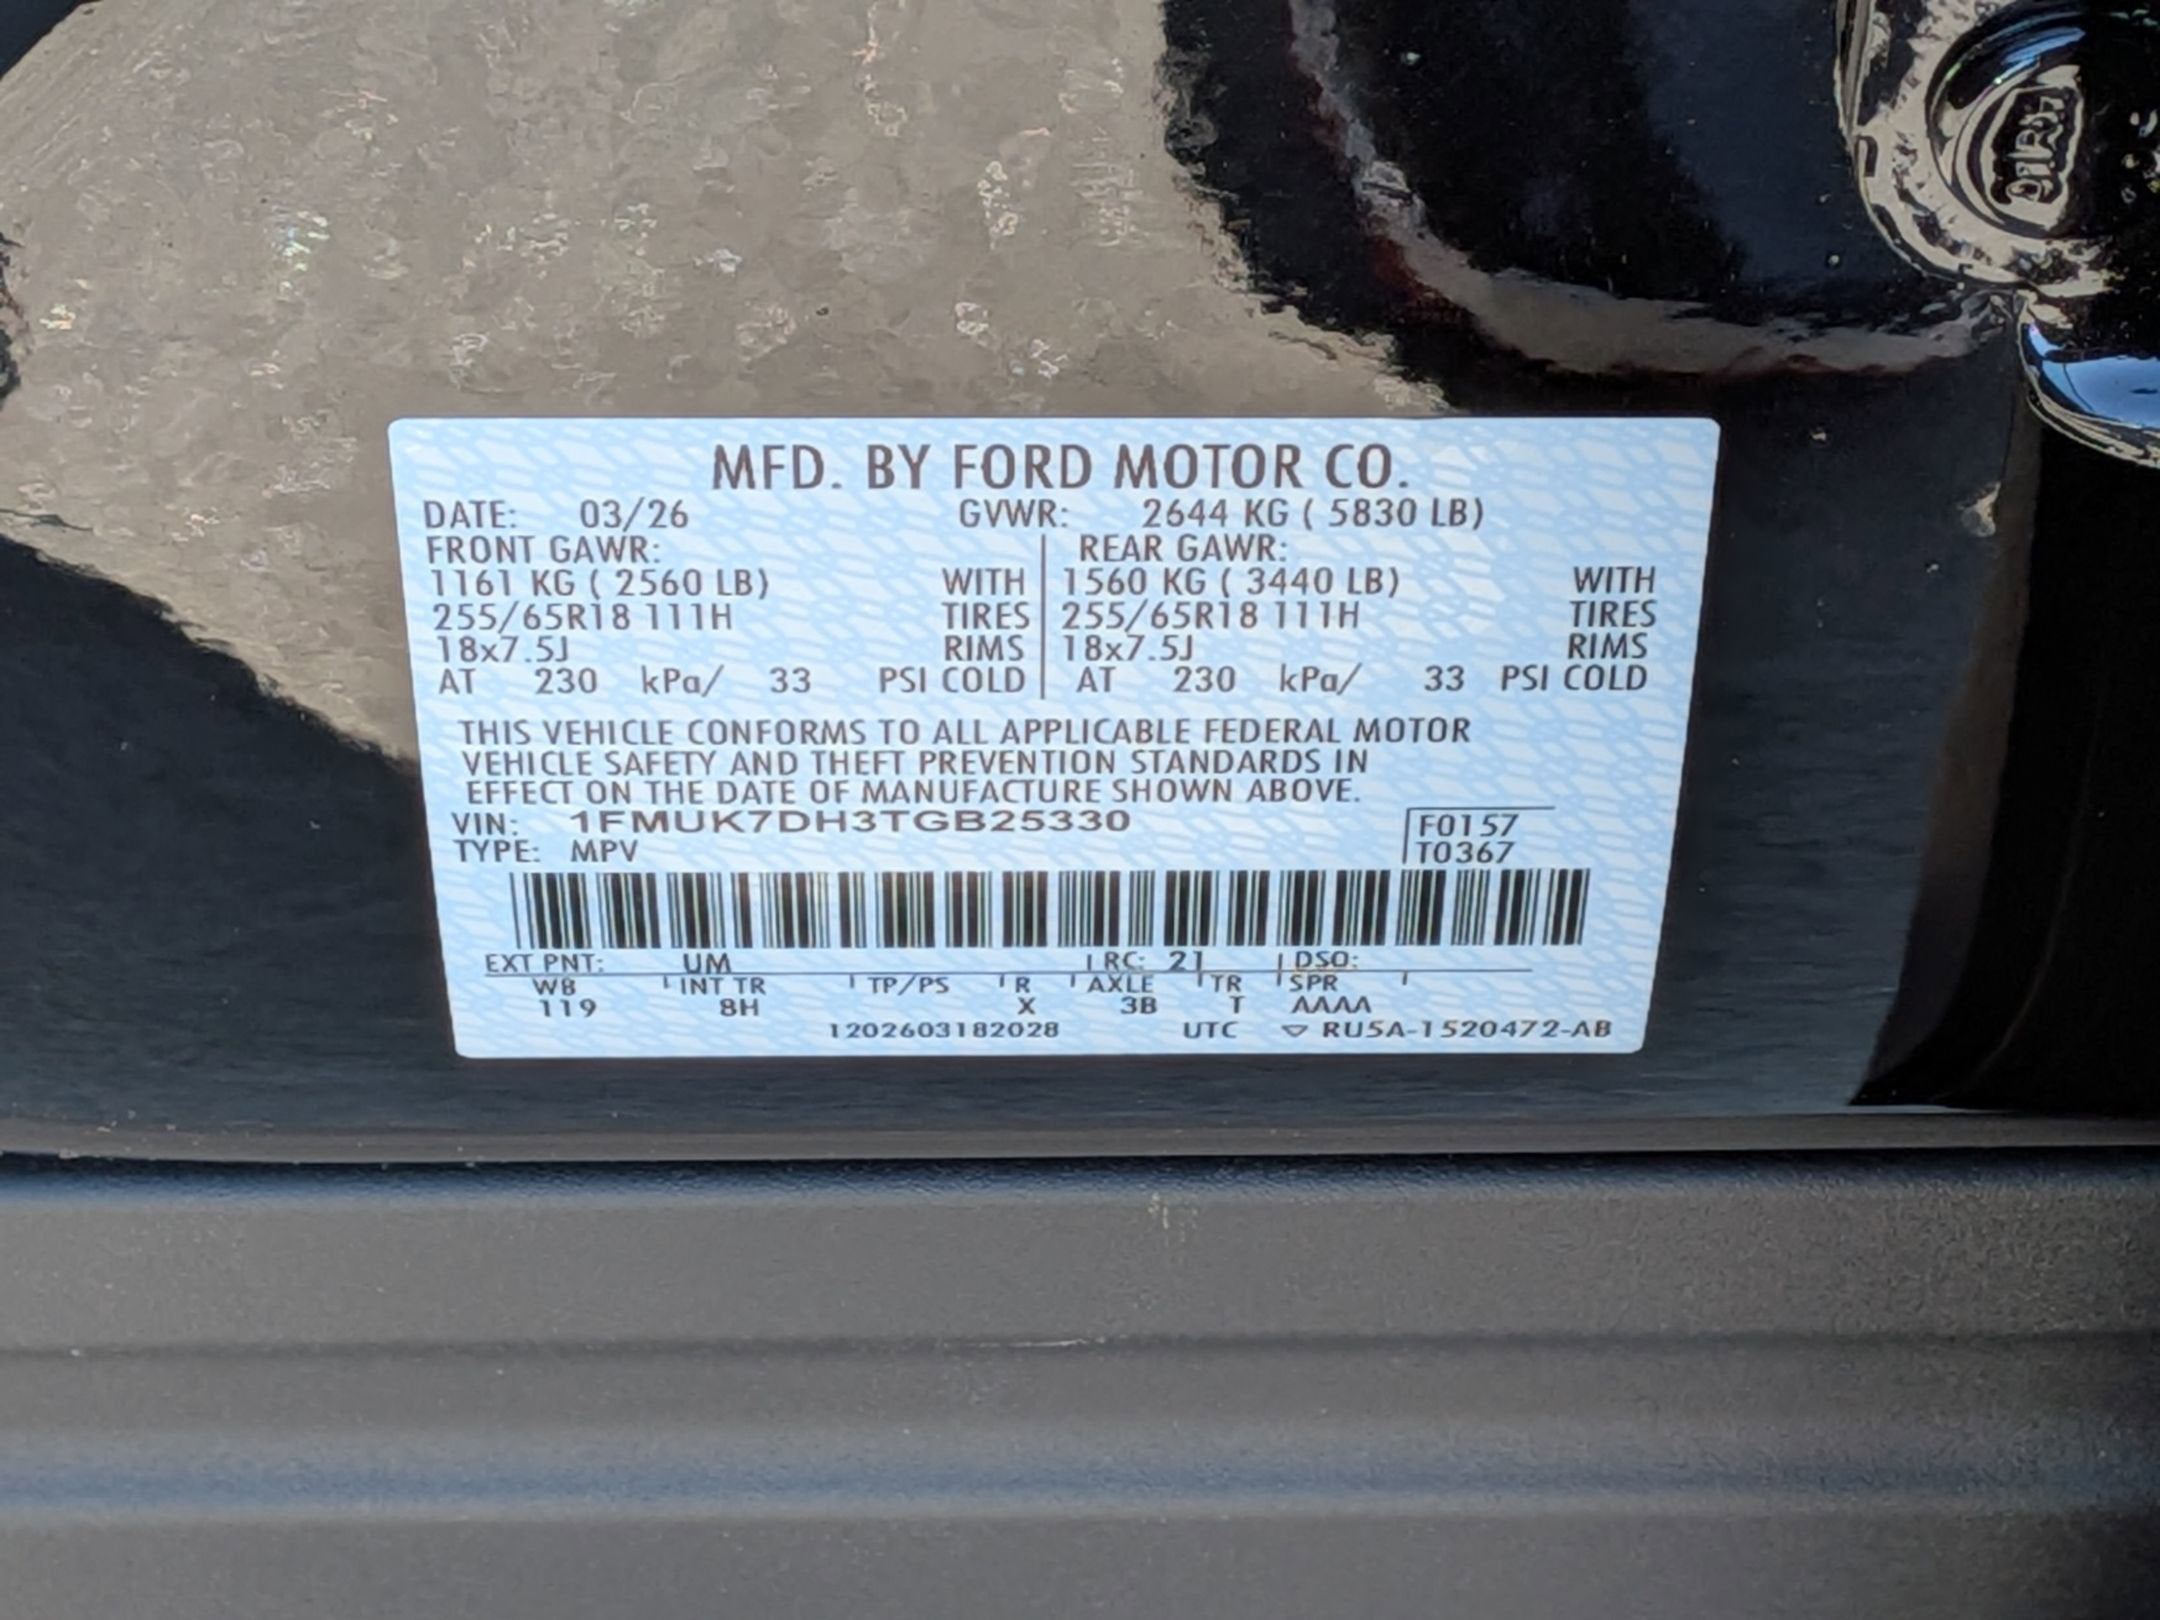 MFD. BY FORD MOTOR CO.
DATE: 03/26 GVWR: 2644 KG ( 5830 LB)
FRONT GAWR: REAR GAWR:
1161 KG ( 2560 LB) WITH 1560 KG ( 3440 LB) WITH
255/65R18 111H TIRES 255/65R18 111H TIRES
18x7.5J RIMS 18x7.5J RIMS
AT 230 kPa/ 33 PSI COLD AT 230 kPa/ 33 PSI COLD
THIS VEHICLE CONFORMS TO ALL APPLICABLE FEDERAL MOTOR
VEHICLE SAFETY AND THEFT PREVENTION STANDARDS IN
EFFECT ON THE DATE OF MANUFACTURE SHOWN ABOVE.
VIN: 1FMUK7DH3TGB25330 F0157
TYPE: MPV T0367
EXT PNT: UM RC: 21 DSO:
WB INT TR TP/PS R AXLE TR SPR
119 8H X 3B T AAAA
1202603182028 UTC ▽ RU5A-1520472-AB